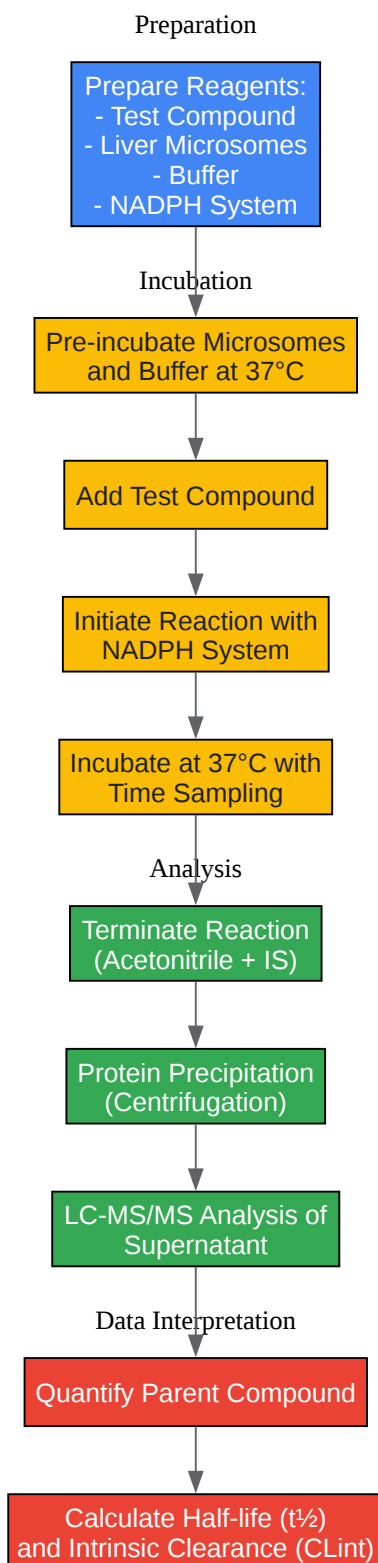 Preparation
Prepare Reagents:
- Test Compound
- Liver Microsomes
- Buffer
- NADPH System
Incubation
Pre-incubate Microsomes
and Buffer at 37°C
Add Test Compound
Initiate Reaction with
NADPH System
Incubate at 37°C with
Time Sampling
Analysis
Terminate Reaction
(Acetonitrile + IS)
Protein Precipitation
(Centrifugation)
LC-MS/MS Analysis of
Supernatant
Data Interpretation
Quantify Parent Compound
Calculate Half-life (t½)
and Intrinsic Clearance (CLint)